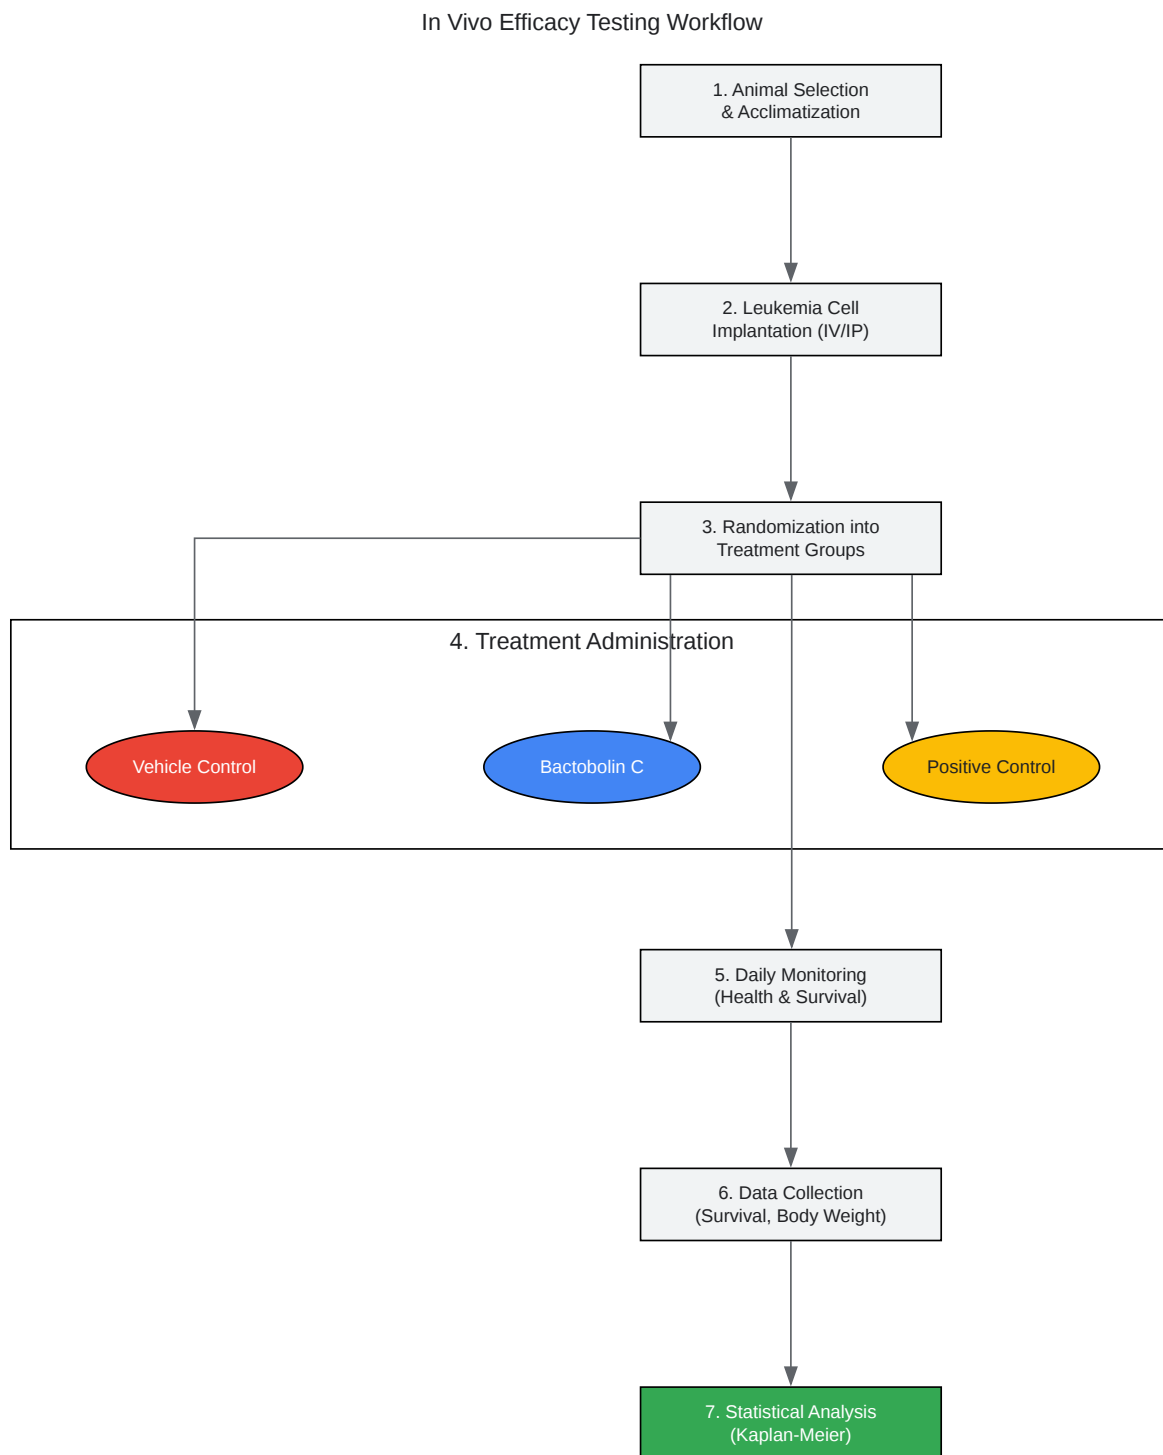 In Vivo Efficacy Testing Workflow
1. Animal Selection
& Acclimatization
2. Leukemia Cell
Implantation (IV/IP)
3. Randomization into
Treatment Groups
4. Treatment Administration
Vehicle Control
Bactobolin C
Positive Control
5. Daily Monitoring
(Health & Survival)
6. Data Collection
(Survival, Body Weight)
7. Statistical Analysis
(Kaplan-Meier)